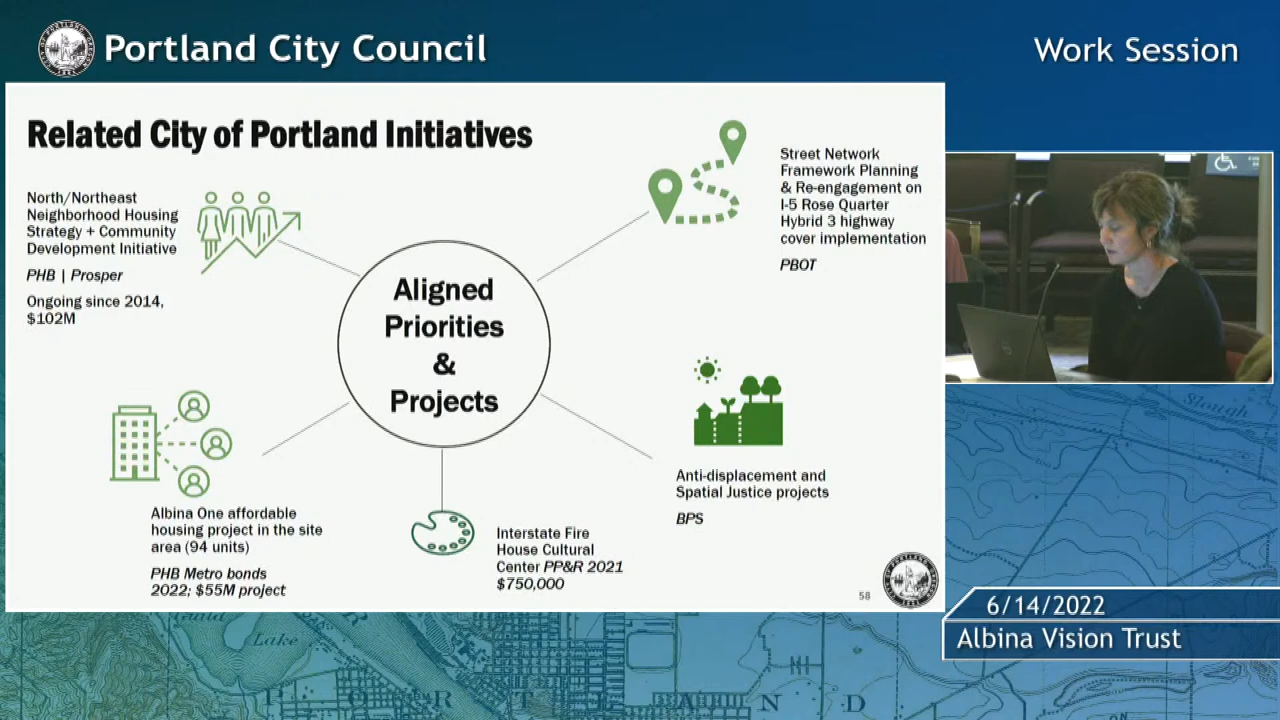 Portland City Council
Work Session
Related City of Portland Initiatives
North/Northeast
Neighborhood Housing
Strategy + Community
Development Initiative
PHB | Prosper
Ongoing since 2014,
$102M
Aligned
Priorities
&
Projects
Street Network
Framework Planning
& Re-engagement on
I-5 Rose Quarter
Hybrid 3 highway
cover implementation
PBOT
Albina One affordable
housing project in the site
area (94 units)
PHB Metro bonds
2022; $55M project
Interstate Fire
House Cultural
Center PP&R 2021
$750,000
Anti-displacement and
Spatial Justice projects
BPS
58
6/14/2022
Albina Vision Trust
Slough
Guild
Lake
P O R T L A N D